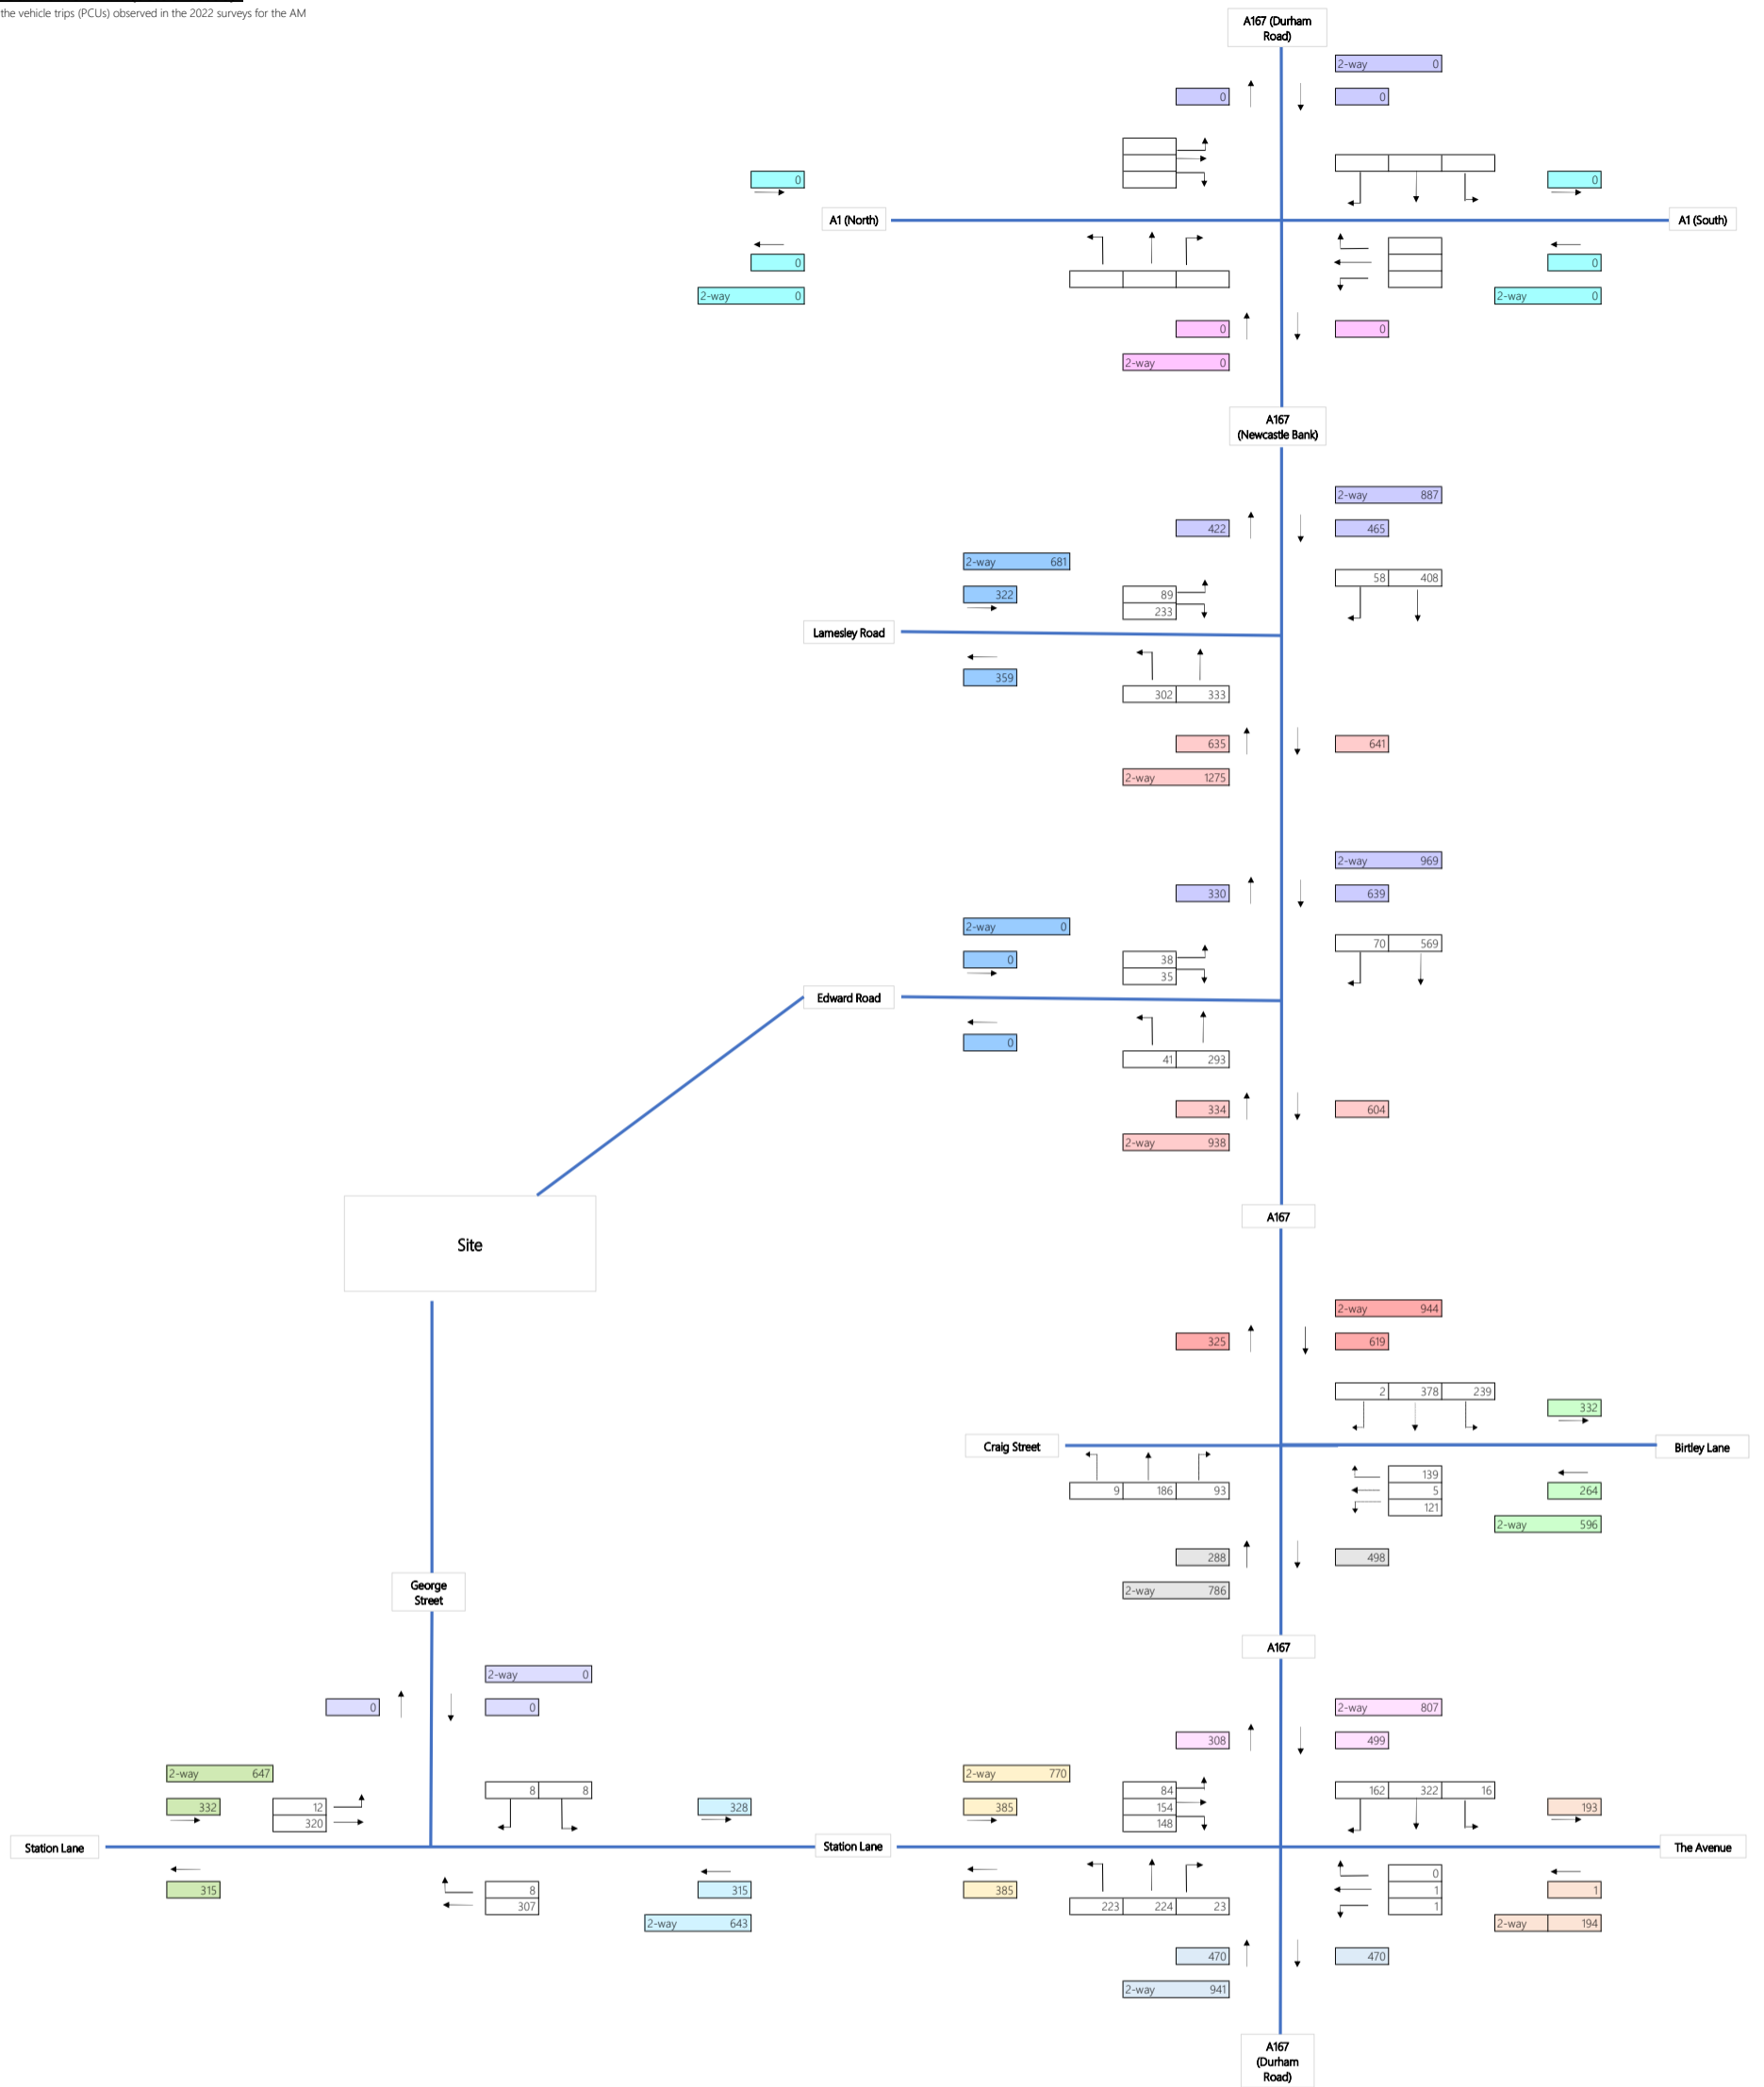 the vehicle trips (PCUs) observed in the 2022 surveys for the AM
A167 (Durham
Road)
2-way 0
0 0
0 0
A1 (North) A1 (South)
0 0
2-way 0 2-way 0
0 0
2-way 0
A167
(Newcastle Bank)
2-way 887
422 465
2-way 681
58 408
322 89
233
Lamesley Road
359
302 333
635 641
2-way 1275
2-way 969
330 639
2-way 0
70 569
0 38
35
Edward Road
0
41 293
334 604
2-way 938
A167
Site
2-way 944
325 619
2 378 239
332
Craig Street Birtley Lane
139
9 186 93 5 264
121
2-way 596
288 498
2-way 786
George
Street
A167
2-way 0
0 0
2-way 807
308 499
2-way 647 2-way 770
8 8 84 162 322 16
332 12 328 385 154 193
320 148
Station Lane Station Lane The Avenue
0
315 8 315 385 1 1
307 223 224 23 1
2-way 643 2-way 194
470 470
2-way 941
A167
(Durham
Road)